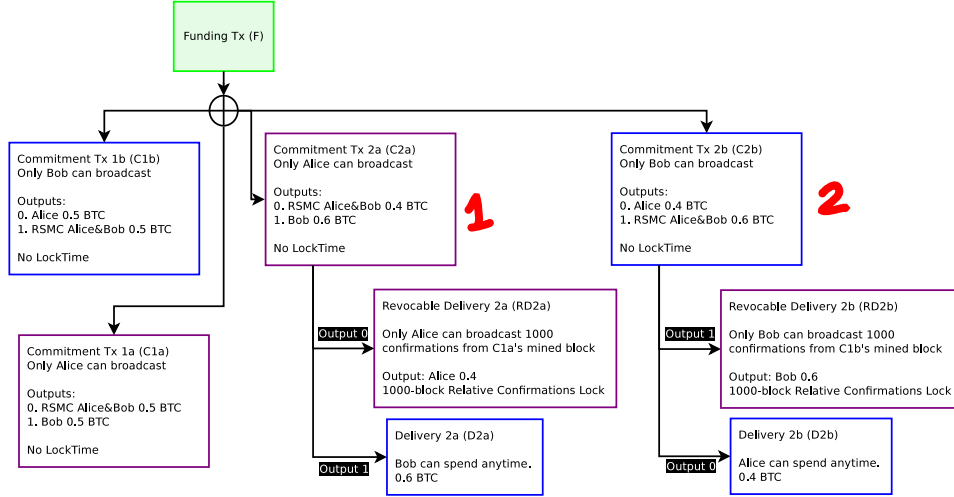 Funding Tx (F)
Commitment Tx 1b (C1b)
Only Bob can broadcast
Outputs:
0. Alice 0.5 BTC
1. RSMC Alice&Bob 0.5 BTC
No LockTime
Commitment Tx 2a (C2a)
Only Alice can broadcast
Outputs:
0. RSMC Alice&Bob 0.4 BTC
1. Bob 0.6 BTC
No LockTime
1
Commitment Tx 2b (C2b)
Only Bob can broadcast
Outputs:
0. Alice 0.4 BTC
1. RSMC Alice&Bob 0.6 BTC
No LockTime
2
Commitment Tx 1a (C1a)
Only Alice can broadcast
Outputs:
0. RSMC Alice&Bob 0.5 BTC
1. Bob 0.5 BTC
No LockTime
Output 0
Revocable Delivery 2a (RD2a)
Only Alice can broadcast 1000
confirmations from C1a's mined block
Output: Alice 0.4
1000-block Relative Confirmations Lock
Output 1
Delivery 2a (D2a)
Bob can spend anytime.
0.6 BTC
Output 1
Revocable Delivery 2b (RD2b)
Only Bob can broadcast 1000
confirmations from C1b's mined block
Output: Bob 0.6
1000-block Relative Confirmations Lock
Output 0
Delivery 2b (D2b)
Alice can spend anytime.
0.4 BTC